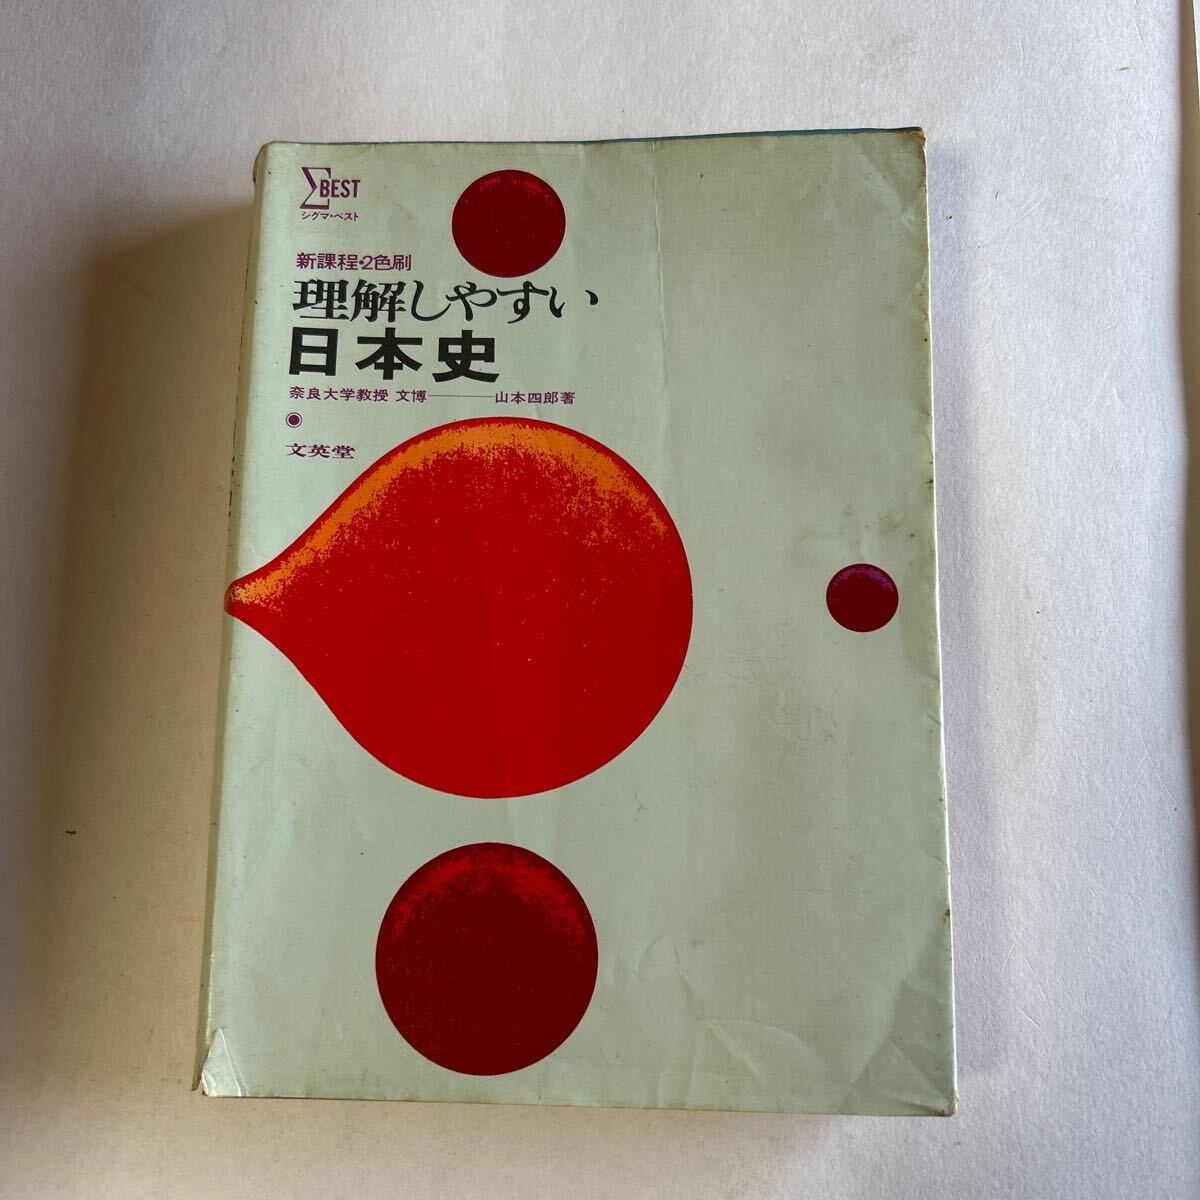 ΣBEST
シグマ・ベスト
新課程・2色刷
理解しやすい
日本史
奈良大学教授 文博――山本四郎著
文英堂